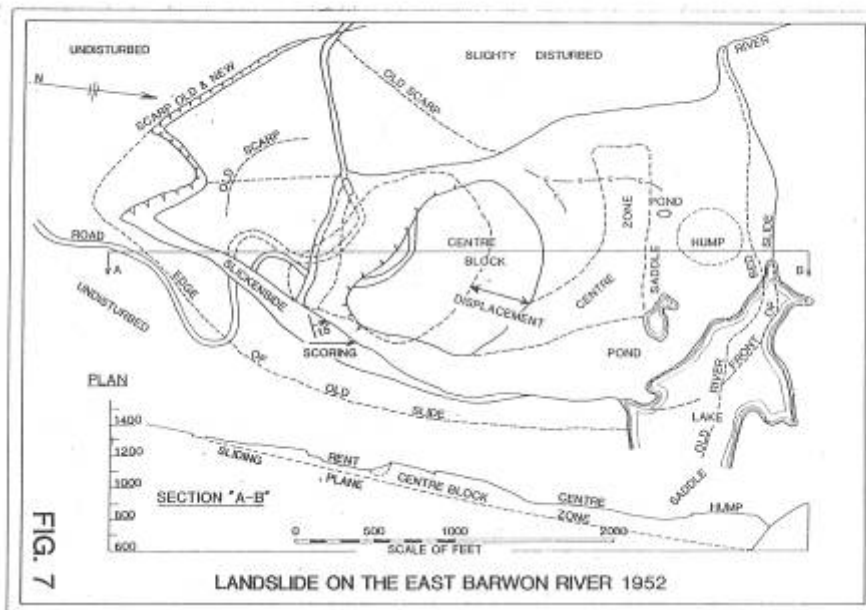 UNDISTURBED
SLIGHTY DISTURBED
RIVER
N
SCARP OLD & NEW
OLD SCARP
OLD SCARP
ROAD
A
EDGE OF OLD SLIDE
UNDISTURBED
SLICKENSIDE
15
SCORING
CENTRE
BLOCK
DISPLACEMENT
CENTRE
ZONE
SADDLE
POND
HUMP
SLIDE
B
POND
RIVER
FRONT OF
LAKE
OLD
SADDLE
PLAN
1400
1200
1000
800
600
SLIDING PLANE
RENT
CENTRE BLOCK
CENTRE
ZONE
HUMP
SECTION "A-B"
0 500 1000 2000
SCALE OF FEET
FIG. 7
LANDSLIDE ON THE EAST BARWON RIVER 1952